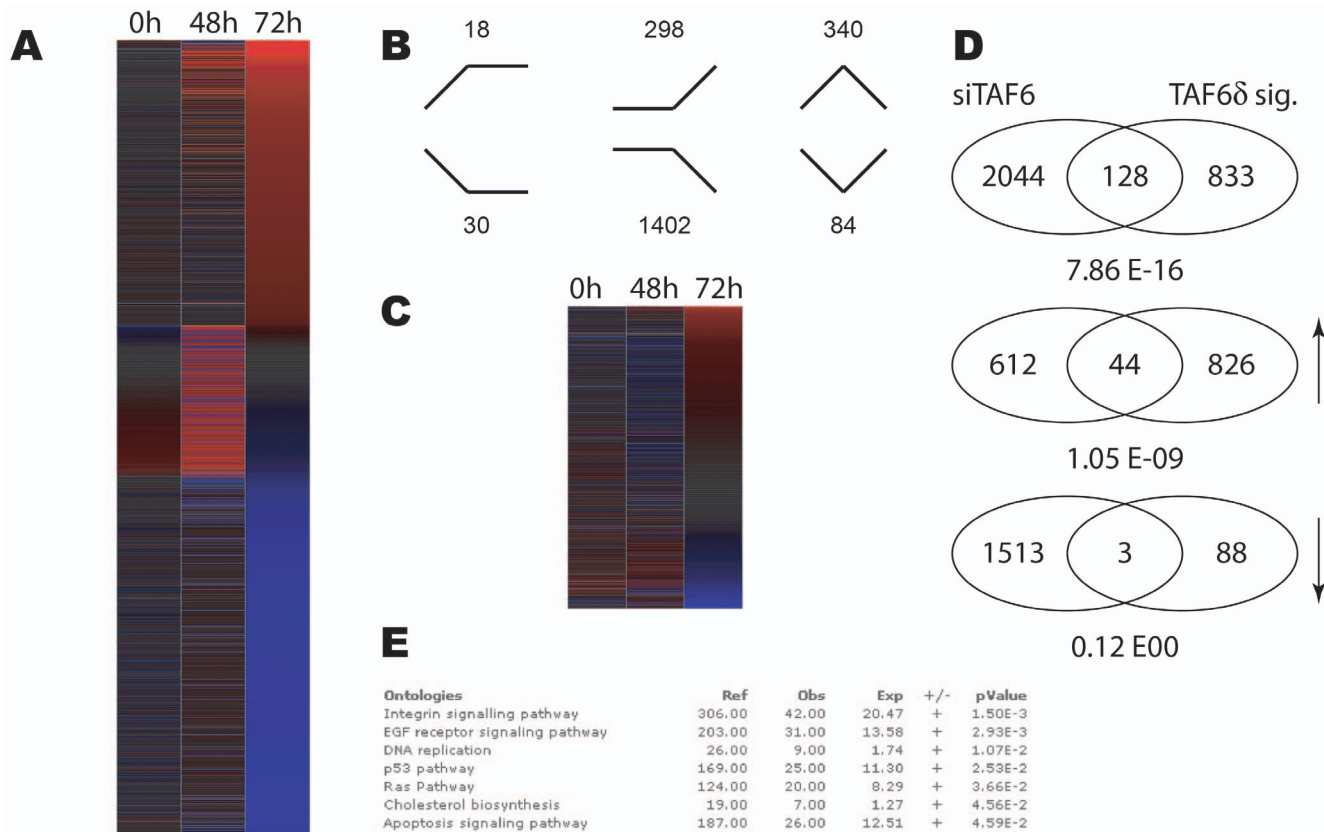 A
0h 48h 72h
B
18 298 340
30 1402 84
C
0h 48h 72h
D
siTAF6 TAF6δ sig.
2044 128 833
7.86 E-16
612 44 826
1.05 E-09
1513 3 88
0.12 E00
E
Ontologies Ref Obs Exp +/- pValue
Integrin signalling pathway 306.00 42.00 20.47 + 1.50E-3
EGF receptor signaling pathway 203.00 31.00 13.58 + 2.93E-3
DNA replication 26.00 9.00 1.74 + 1.07E-2
p53 pathway 169.00 25.00 11.30 + 2.53E-2
Ras Pathway 124.00 20.00 8.29 + 3.66E-2
Cholesterol biosynthesis 19.00 7.00 1.27 + 4.56E-2
Apoptosis signaling pathway 187.00 26.00 12.51 + 4.59E-2